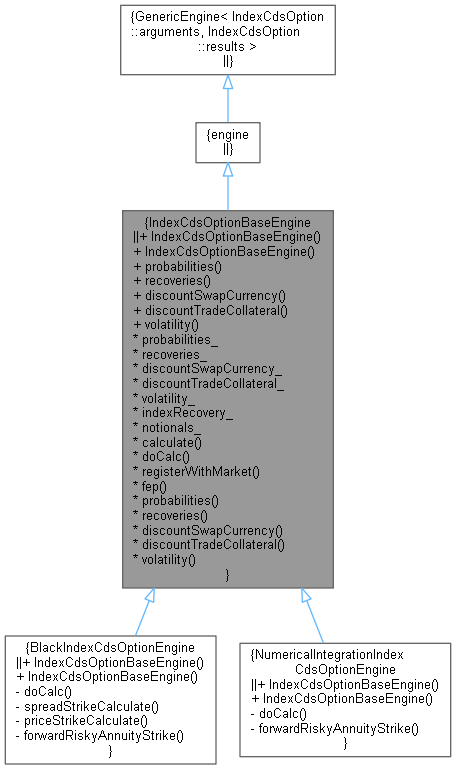 {GenericEngine< IndexCdsOption
::arguments, IndexCdsOption
::results >
||}
{engine
||}
{IndexCdsOptionBaseEngine
||+ IndexCdsOptionBaseEngine()
+ IndexCdsOptionBaseEngine()
+ probabilities()
+ recoveries()
+ discountSwapCurrency()
+ discountTradeCollateral()
+ volatility()
* probabilities_
* recoveries_
* discountSwapCurrency_
* discountTradeCollateral_
* volatility_
* indexRecovery_
* notionals_
* calculate()
* doCalc()
* registerWithMarket()
* fep()
* probabilities()
* recoveries()
* discountSwapCurrency()
* discountTradeCollateral()
* volatility()
}
{BlackIndexCdsOptionEngine
||+ IndexCdsOptionBaseEngine()
+ IndexCdsOptionBaseEngine()
- doCalc()
- spreadStrikeCalculate()
- priceStrikeCalculate()
- forwardRiskyAnnuityStrike()
}
{NumericalIntegrationIndex
CdsOptionEngine
||+ IndexCdsOptionBaseEngine()
+ IndexCdsOptionBaseEngine()
- doCalc()
- forwardRiskyAnnuityStrike()
}